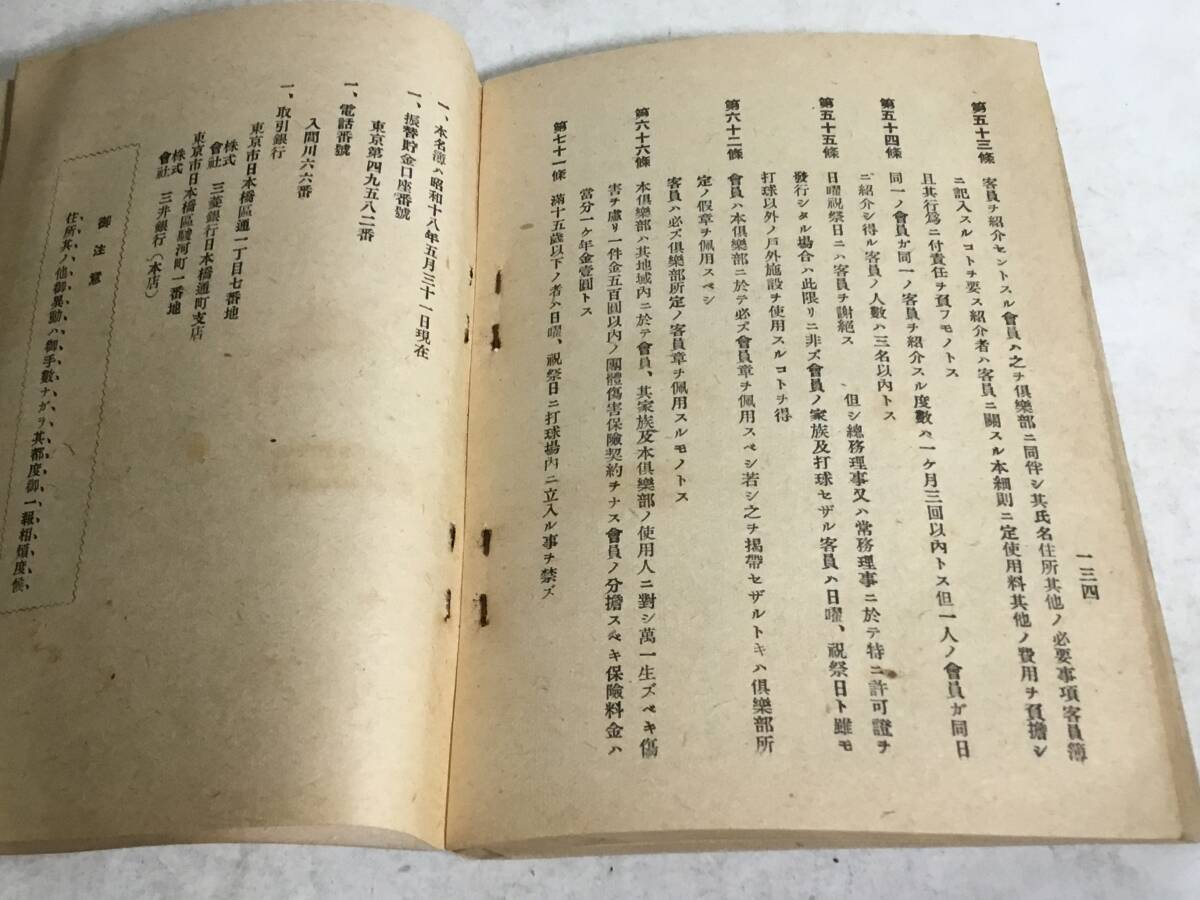 一三四
第五十三條 客員ヲ紹介セントスル會員ハ之ヲ俱樂部ニ同伴シ其氏名住所其他ノ必要事項客員簿
ニ記入スルコトヲ要ス紹介者ハ客員ニ關スル本細則ニ定使用料其他ノ費用ヲ負擔シ
且其行爲ニ付責任ヲ負フモノトス
第五十四條 同一ノ會員ガ同一ノ客員ヲ紹介スル度數ハ一ケ月三回以內トス但一人ノ會員ガ同日
ニ紹介シ得ル客員ノ人數ハ三名以內トス
第五十五條 日曜祝祭日ニハ客員ヲ謝絕ス 但シ總務理事又ハ常務理事ニ於テ特ニ許可證ヲ
發行シタル場合ハ此限リニ非ズ會員ノ家族及打球セザル客員ハ日曜、祝祭日ト雖モ
打球以外ノ戶外施設ヲ使用スルコトヲ得
第六十二條 會員ハ本俱樂部ニ於テ必ズ會員章ヲ佩用スベシ若シ之ヲ携帶セザルトキハ俱樂部所
定ノ假章ヲ佩用スベシ
客員ハ必ズ俱樂部所定ノ客員章ヲ佩用スルモノトス
第六十六條 本俱樂部ハ其地域內ニ於テ會員、其家族及本俱樂部ノ使用人ニ對シ萬一生ズベキ傷
害ヲ慮リ一件金五百圓以內ノ團體傷害保險契約ヲナス會員ノ分擔スベキ保險料金ハ
當分一ケ年金壹圓トス
第七十一條 滿十五歲以下ノ者ハ日曜、祝祭日ニ打球場內ニ立入ル事ヲ禁ズ
一、本名簿ハ昭和十八年五月三十一日現在
一、振替貯金口座番號
東京第四九五八二番
一、電話番號
入間川六六番
一、取引銀行
東京市日本橋區通一丁目七番地
株式會社 三菱銀行日本橋通町支店
東京市日本橋區駿河町一番地
株式會社 三井銀行（本店）
御注意
住所其ノ他御異動ハ御手數ナガラ其都度御一報相煩度候